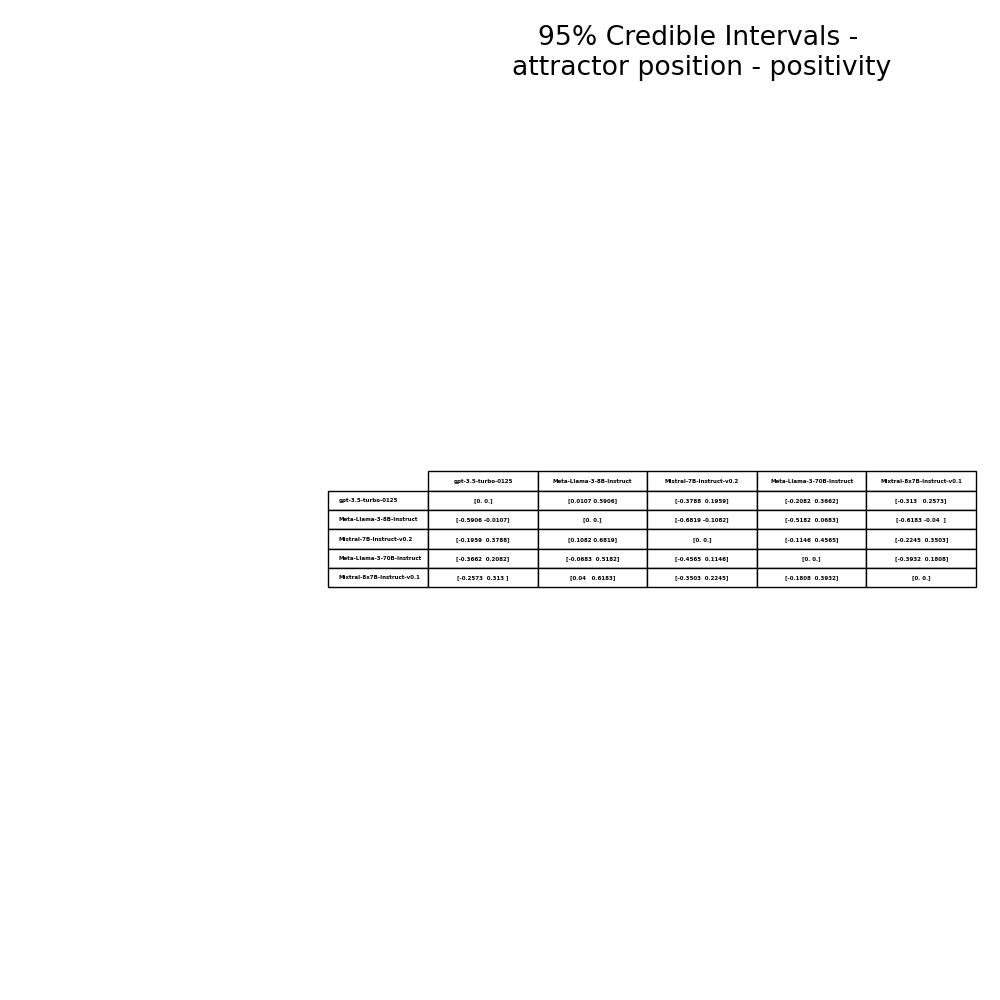 95% Credible Intervals -
attractor position - positivity
gpt-3.5-turbo-0125 Meta-Llama-3-8B-Instruct Mistral-7B-Instruct-v0.2 Meta-Llama-3-70B-Instruct Mixtral-8x7B-Instruct-v0.1
gpt-3.5-turbo-0125 [0. 0.] [0.0107 0.5906] [-0.3788 0.1959] [-0.2082 0.3662] [-0.313 0.2573]
Meta-Llama-3-8B-Instruct [-0.5906 -0.0107] [0. 0.] [-0.6819 -0.1082] [-0.5182 0.0683] [-0.6183 -0.04 ]
Mistral-7B-Instruct-v0.2 [-0.1959 0.3788] [0.1082 0.6819] [0. 0.] [-0.1146 0.4565] [-0.2245 0.3503]
Meta-Llama-3-70B-Instruct [-0.3662 0.2082] [-0.0683 0.5182] [-0.4565 0.1146] [0. 0.] [-0.3932 0.1808]
Mixtral-8x7B-Instruct-v0.1 [-0.2573 0.313 ] [0.04 0.6183] [-0.3503 0.2245] [-0.1808 0.3932] [0. 0.]